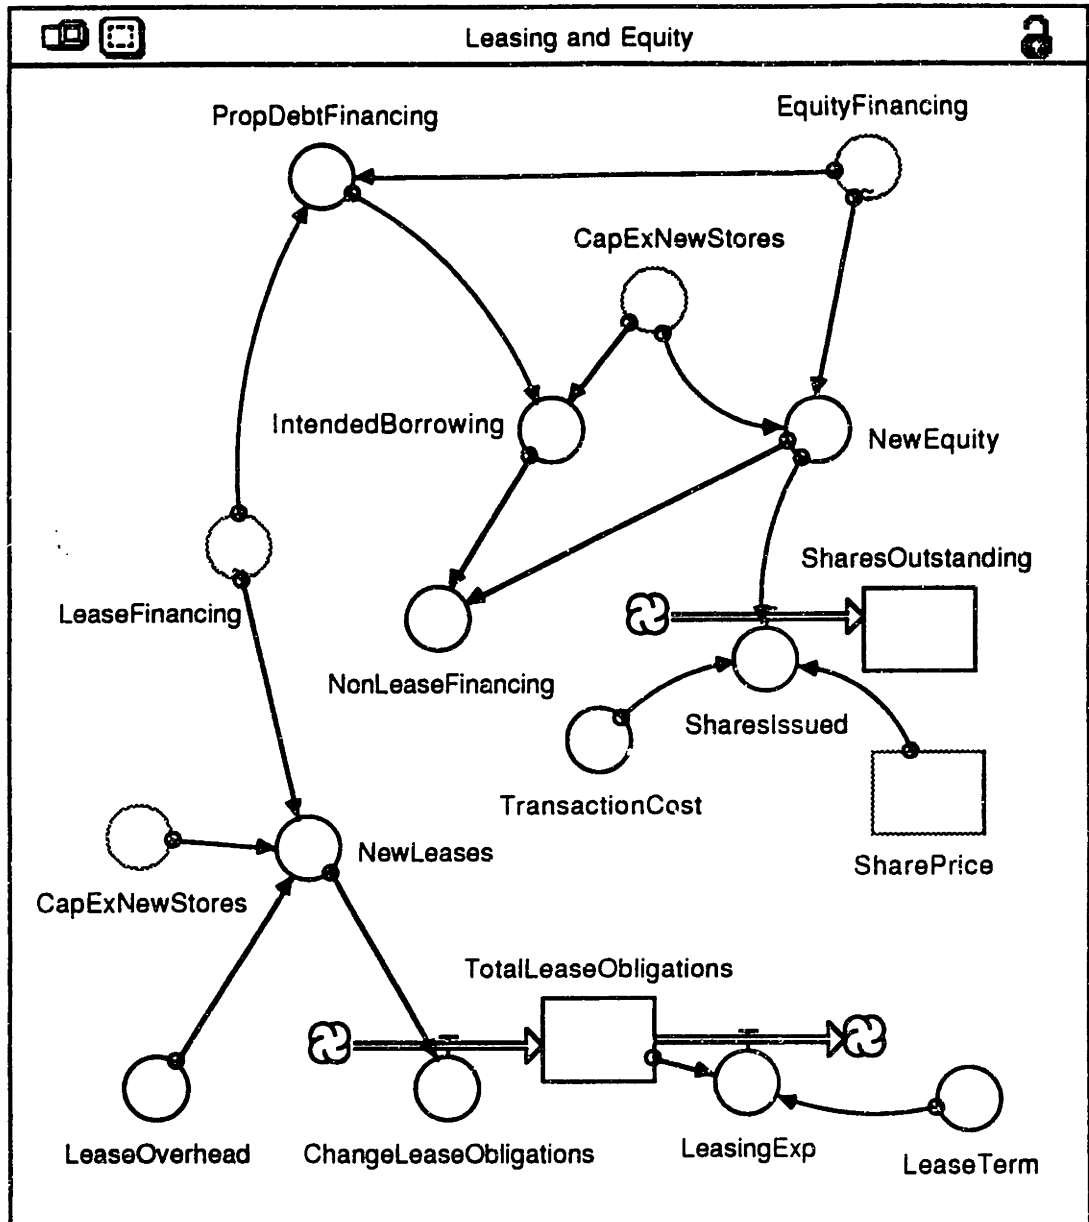 Leasing and Equity
PropDebtFinancing
EquityFinancing
CapExNewStores
IntendedBorrowing
NewEquity
SharesOutstanding
LeaseFinancing
NonLeaseFinancing
SharesIssued
TransactionCost
SharePrice
NewLeases
CapExNewStores
TotalLeaseObligations
LeaseOverhead
ChangeLeaseObligations
LeasingExp
LeaseTerm